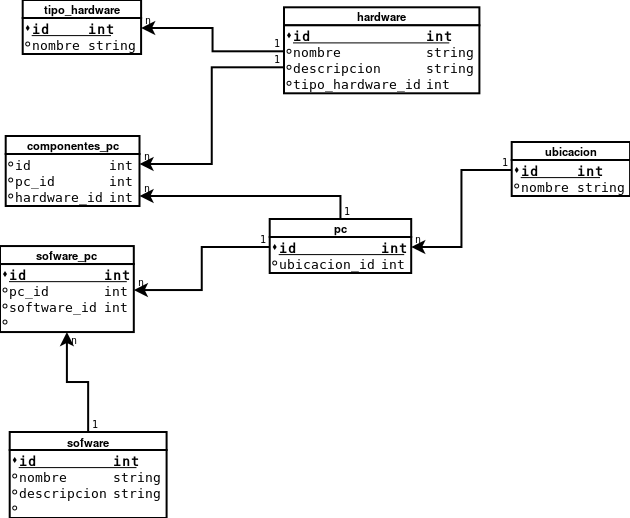 tipo_hardware
id int
nombre string
n
hardware
id int
nombre string
descripcion string
tipo_hardware_id int
1
1
componentes_pc
id int
pc_id int
hardware_id int
n
n
ubicacion
id int
nombre string
1
pc
id int
ubicacion_id int
1
1
n
sofware_pc
id int
pc_id int
software_id int
n
n
sofware
id int
nombre string
descripcion string
1